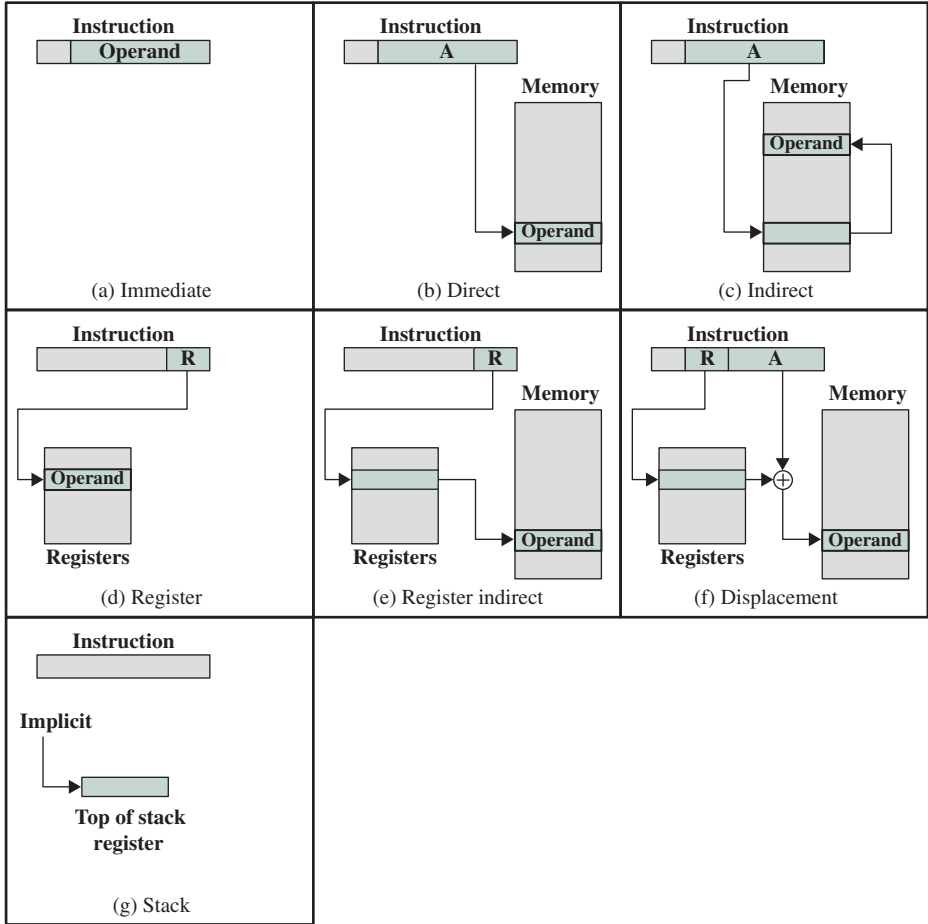 Instruction
Operand
(a) Immediate
Instruction
A
Memory
Operand
(b) Direct
Instruction
A
Memory
Operand
(c) Indirect
Instruction
R
Operand
Registers
(d) Register
Instruction
R
Memory
Registers
Operand
(e) Register indirect
Instruction
R A
Memory
Registers
+
Operand
(f) Displacement
Instruction
Implicit
Top of stack
register
(g) Stack